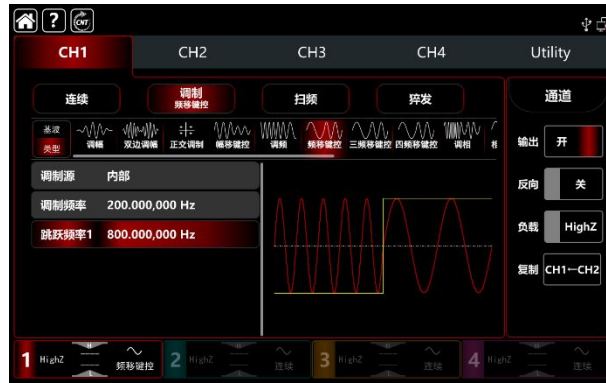 ? CNT
CH1 CH2 CH3 CH4 Utility
连续 调制 扫频 猝发 通道
频移键控
基波
类型 调幅 双边调幅 正交调制 幅移键控 调频 频移键控 三频移键控 四频移键控 调相
输出 开
调制源 内部
反向 关
调制频率 200.000,000 Hz
跳跃频率1 800.000,000 Hz
负载 HighZ
复制 CH1←CH2
1 HighZ 频移键控 2 HighZ 连续 3 HighZ 连续 4 HighZ 连续